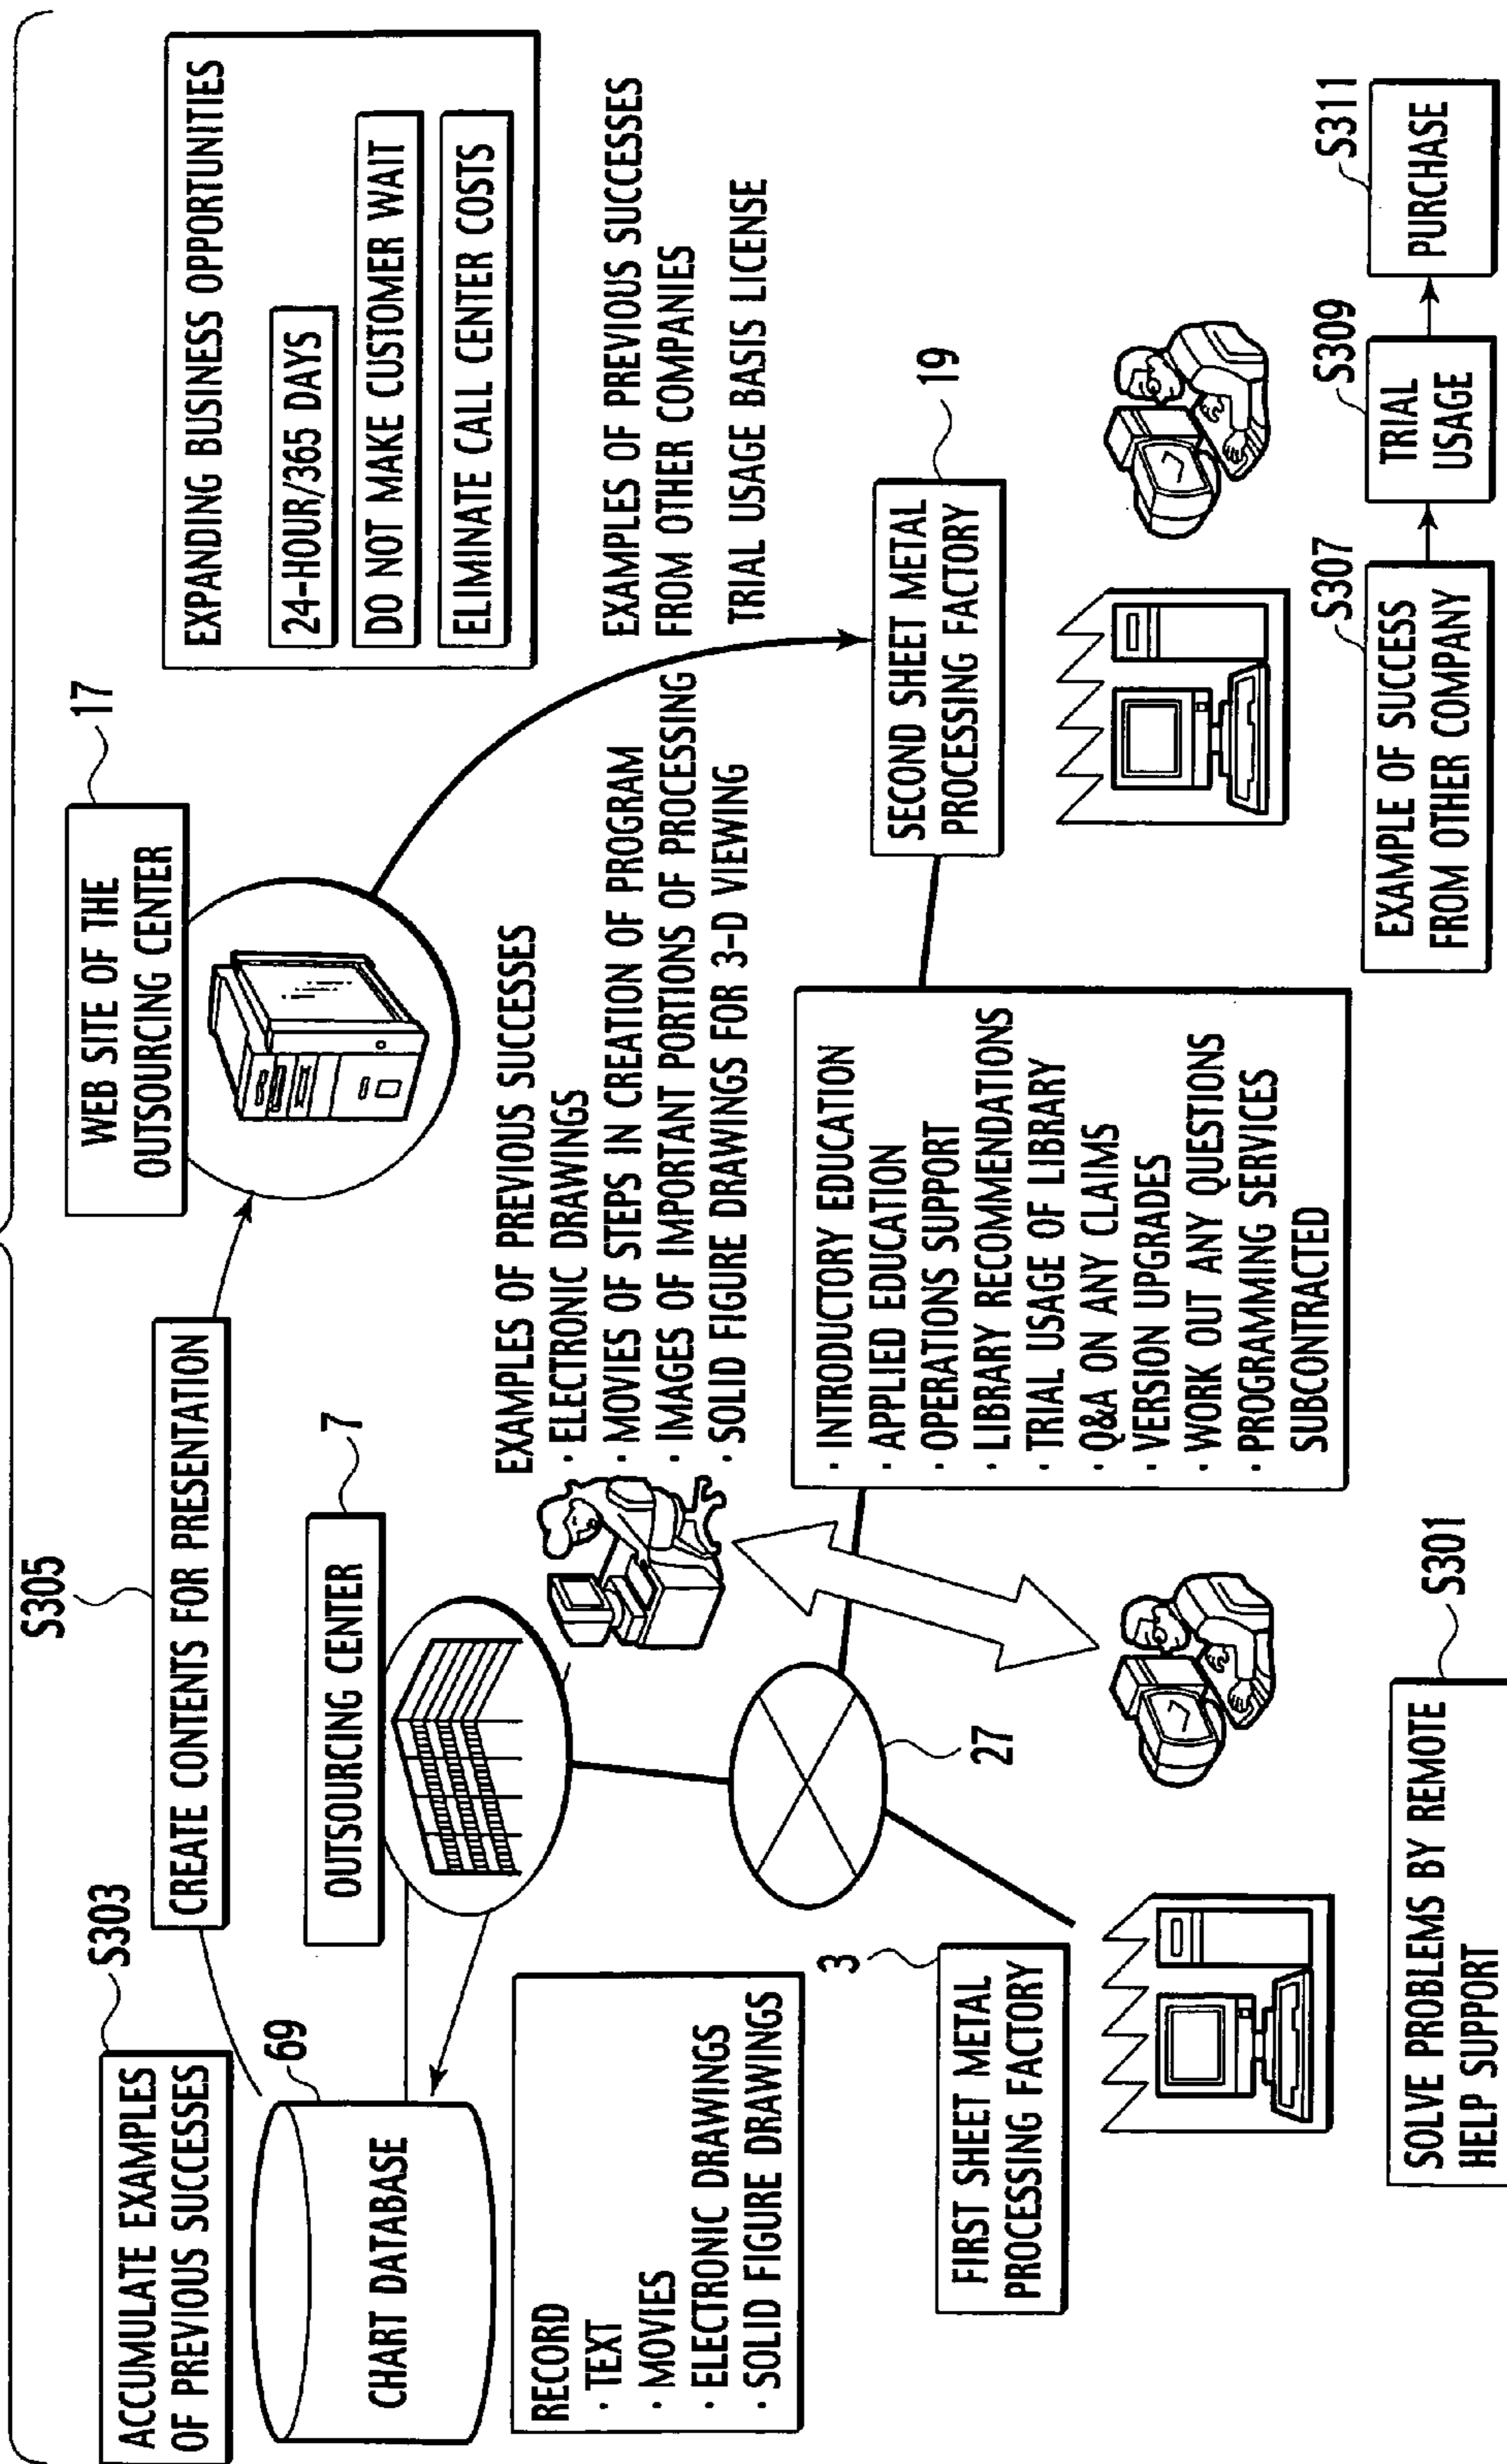 ACCUMULATE EXAMPLES
OF PREVIOUS SUCCESSES
S303
S305
CREATE CONTENTS FOR PRESENTATION
WEB SITE OF THE
OUTSOURCING CENTER
17
EXPANDING BUSINESS OPPORTUNITIES
24-HOUR/365 DAYS
DO NOT MAKE CUSTOMER WAIT
ELIMINATE CALL CENTER COSTS
69
CHART DATABASE
OUTSOURCING CENTER
7
RECORD
· TEXT
· MOVIES
· ELECTRONIC DRAWINGS
· SOLID FIGURE DRAWINGS
EXAMPLES OF PREVIOUS SUCCESSES
· ELECTRONIC DRAWINGS
· MOVIES OF STEPS IN CREATION OF PROGRAM
· IMAGES OF IMPORTANT PORTIONS OF PROCESSING
· SOLID FIGURE DRAWINGS FOR 3-D VIEWING
EXAMPLES OF PREVIOUS SUCCESSES
FROM OTHER COMPANIES
TRIAL USAGE BASIS LICENSE
27
· INTRODUCTORY EDUCATION
· APPLIED EDUCATION
· OPERATIONS SUPPORT
· LIBRARY RECOMMENDATIONS
· TRIAL USAGE OF LIBRARY
· Q&A ON ANY CLAIMS
· VERSION UPGRADES
· WORK OUT ANY QUESTIONS
· PROGRAMMING SERVICES
SUBCONTRACTED
SECOND SHEET METAL
PROCESSING FACTORY
19
FIRST SHEET METAL
PROCESSING FACTORY
3
SOLVE PROBLEMS BY REMOTE
HELP SUPPORT
S301
EXAMPLE OF SUCCESS
FROM OTHER COMPANY
S307
TRIAL
USAGE
S309
PURCHASE
S311